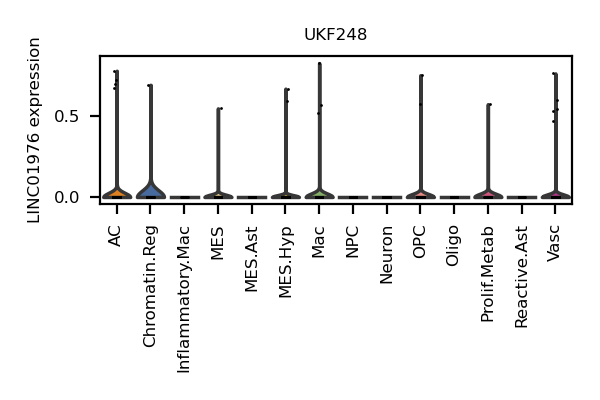 UKF248
LINC01976 expression
0.5
0.0
AC
Chromatin.Reg
Inflammatory.Mac
MES
MES.Ast
MES.Hyp
Mac
NPC
Neuron
OPC
Oligo
Prolif.Metab
Reactive.Ast
Vasc